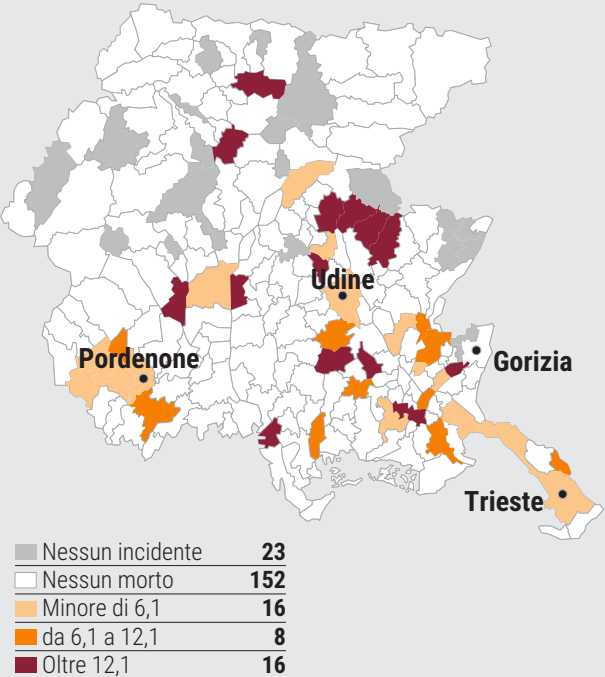 Udine
Pordenone
Gorizia
Trieste
Nessun incidente 23
Nessun morto 152
Minore di 6,1 16
da 6,1 a 12,1 8
Oltre 12,1 16